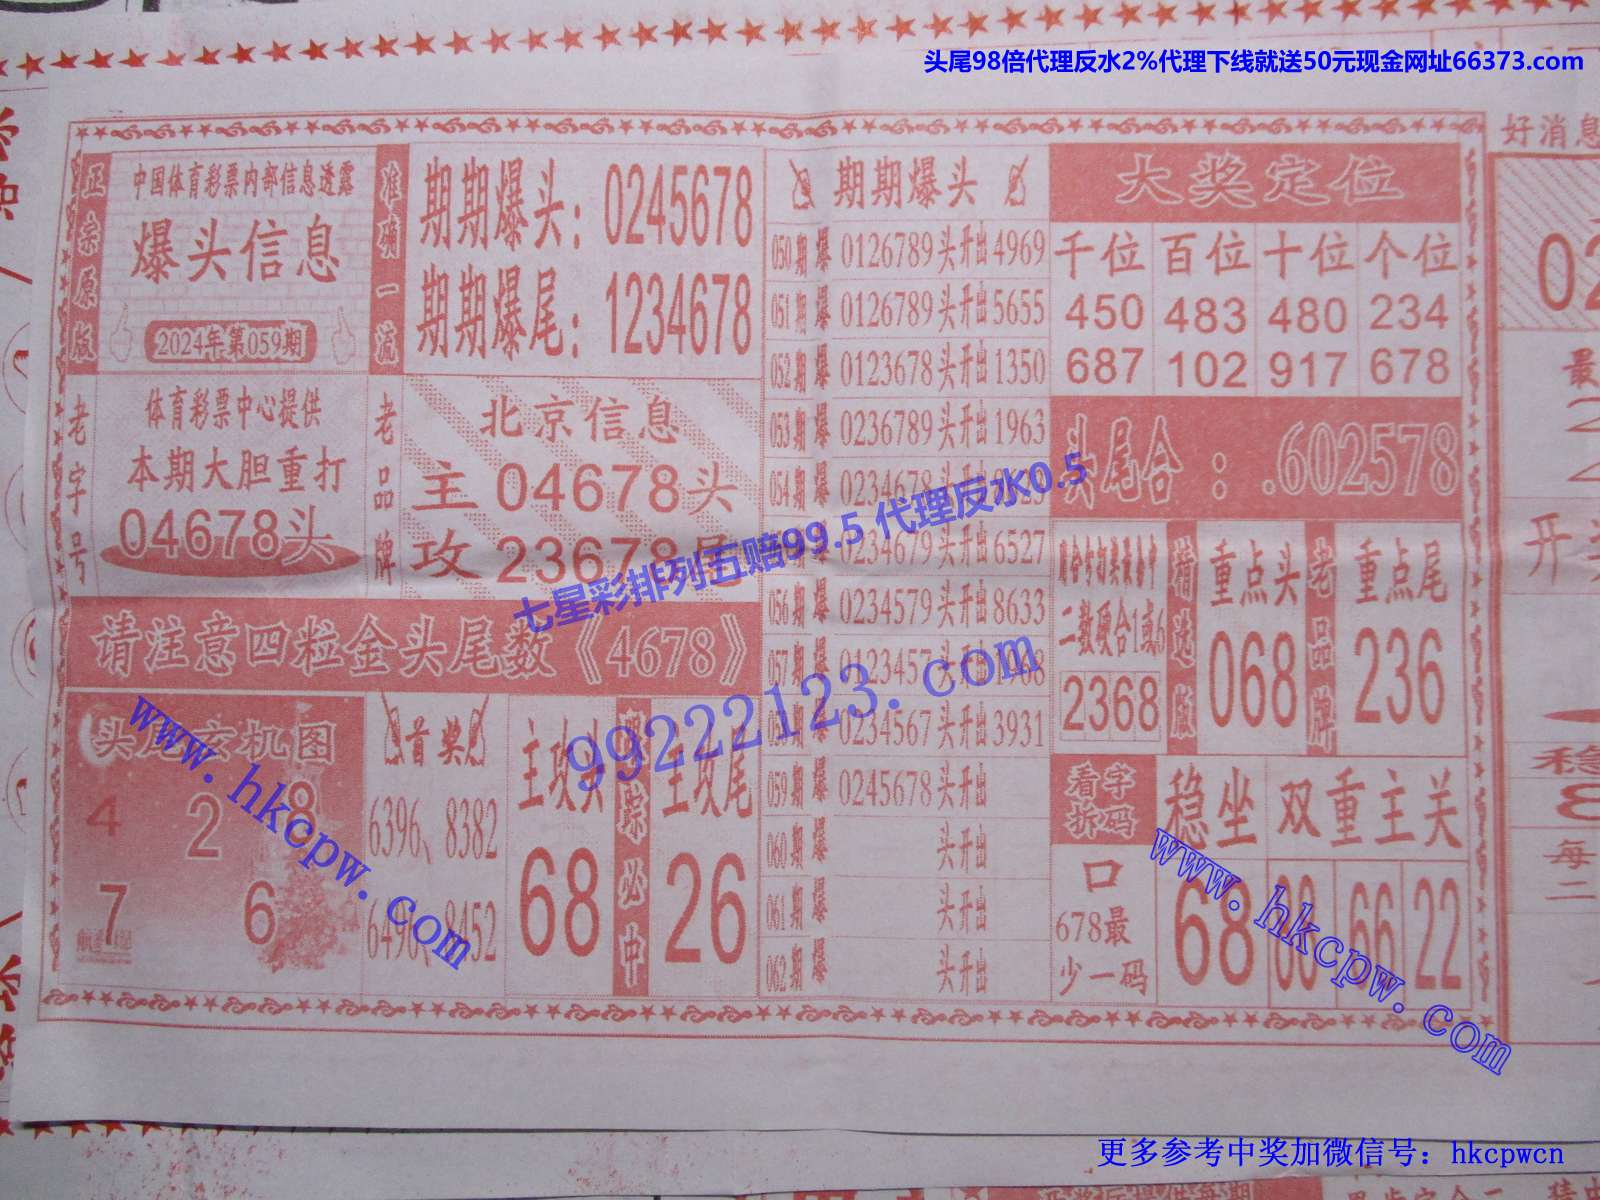 头尾98倍代理反水2%代理下线就送50元现金网址66373.com
好消息
正宗原版
中国体育彩票内部信息透露
爆头信息
2024年第059期
准确一流
期期爆头：0245678
期期爆尾：1234678
老字号
体育彩票中心提供
本期大胆重打
04678头
老品牌
北京信息
主04678头
攻23678尾
请注意四粒金头尾数《4678》
头尾玄机图
4 2 8
7 6
首奖
6396、8382
6496、8452
主攻头
68
必中
主攻尾
26
期期爆头
050期爆 0126789头开出4969
051期爆 0126789头开出5655
052期爆 0123678头开出1350
053期爆 0236789头开出1963
054期爆 0234678
0234679头开出6527
056期爆 0234579头开出8633
057期爆 0123457头开出1908
0234567头开出3931
059期爆 0245678头开出
060期爆 头开出
061期爆 头开出
062期爆 头开出
大奖定位
千位 百位 十位 个位
450 483 480 234
687 102 917 678
头尾合：.602578
二数硬合1或6
2368
精选版
重点头
068
老品牌
重点尾
236
看字拆码
口
678最
少一码
稳坐
68
双重主关
88 66 22
七星彩排列五赔99.5 代理反水0.5
99222123.com
www.hkcpw.com
www.hkcpw.com
更多参考中奖加微信号：hkcpwcn